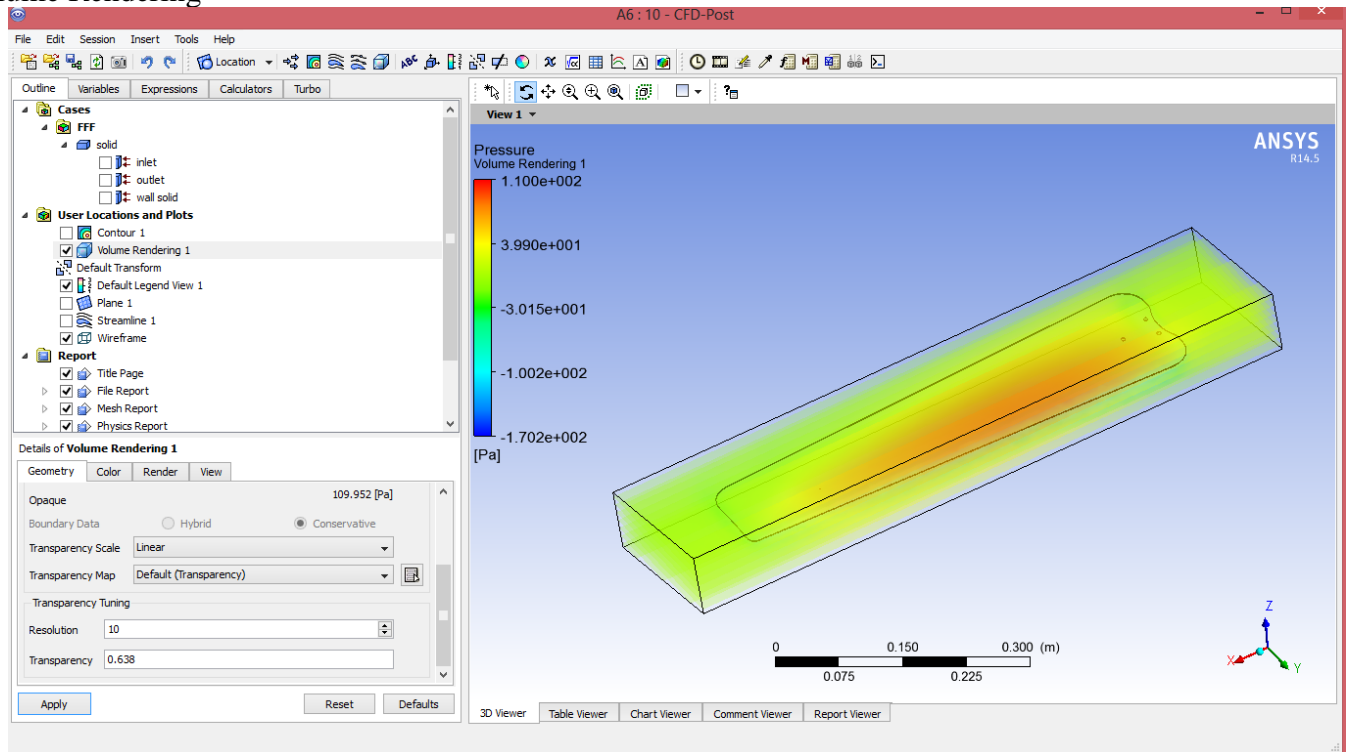 ame Rendering
A6 : 10 - CFD-Post
File Edit Session Insert Tools Help
Location
Outline Variables Expressions Calculators Turbo
Cases
FFF
solid
inlet
outlet
wall solid
User Locations and Plots
Contour 1
Volume Rendering 1
Default Transform
Default Legend View 1
Plane 1
Streamline 1
Wireframe
Report
Title Page
File Report
Mesh Report
Physics Report
Details of Volume Rendering 1
Geometry Color Render View
Opaque 109.952 [Pa]
Boundary Data Hybrid Conservative
Transparency Scale Linear
Transparency Map Default (Transparency)
Transparency Tuning
Resolution 10
Transparency 0.638
Apply Reset Defaults
View 1
ANSYS
R14.5
Pressure
Volume Rendering 1
1.100e+002
3.990e+001
-3.015e+001
-1.002e+002
-1.702e+002
[Pa]
0 0.150 0.300 (m)
0.075 0.225
Z
X
Y
3D Viewer Table Viewer Chart Viewer Comment Viewer Report Viewer